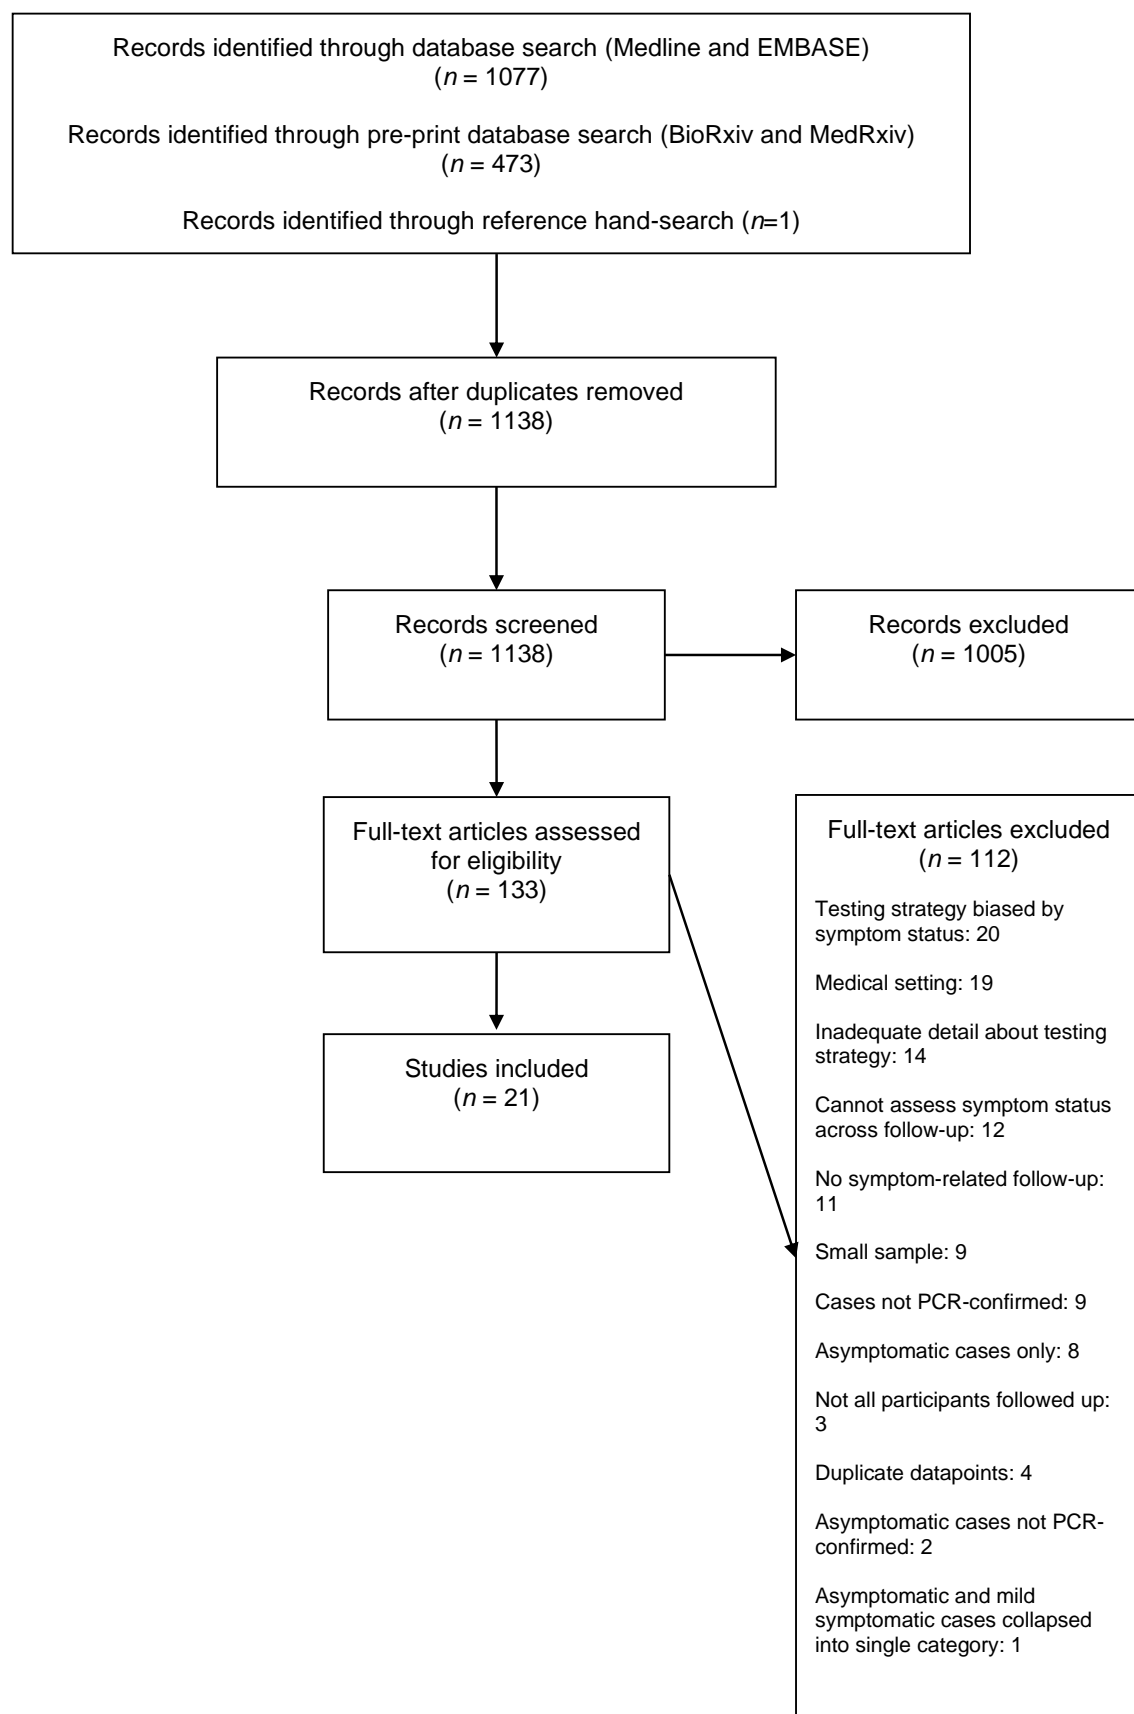 Records identified through database search (Medline and EMBASE)
(n = 1077)
Records identified through pre-print database search (BioRxiv and MedRxiv)
(n = 473)
Records identified through reference hand-search (n=1)
Records after duplicates removed
(n = 1138)
Records screened
(n = 1138)
Records excluded
(n = 1005)
Full-text articles assessed
for eligibility
(n = 133)
Full-text articles excluded
(n = 112)
Testing strategy biased by
symptom status: 20
Medical setting: 19
Inadequate detail about testing
strategy: 14
Cannot assess symptom status
across follow-up: 12
No symptom-related follow-up:
11
Small sample: 9
Cases not PCR-confirmed: 9
Asymptomatic cases only: 8
Not all participants followed up:
3
Duplicate datapoints: 4
Asymptomatic cases not PCR-
confirmed: 2
Asymptomatic and mild
symptomatic cases collapsed
into single category: 1
Studies included
(n = 21)